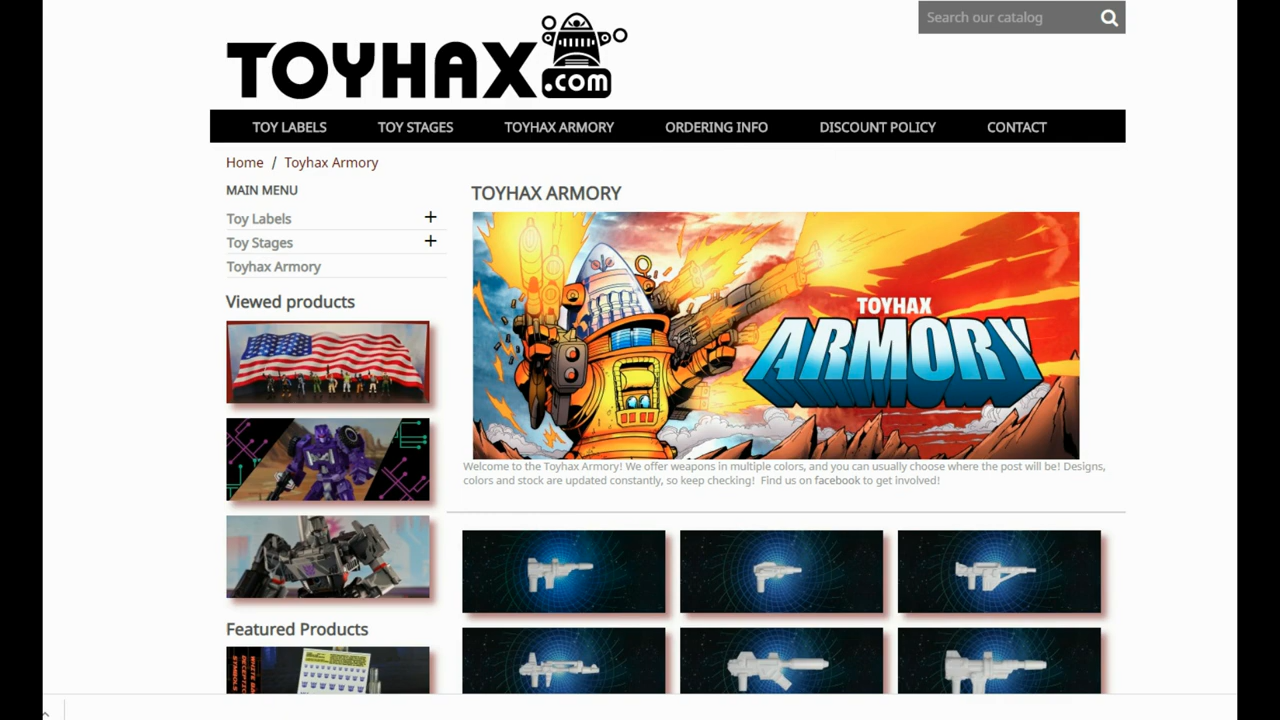 Search our catalog
TOYHAX.com
TOY LABELS
TOY STAGES
TOYHAX ARMORY
ORDERING INFO
DISCOUNT POLICY
CONTACT
Home / Toyhax Armory
MAIN MENU
Toy Labels +
Toy Stages +
Toyhax Armory
Viewed products
Featured Products
TOYHAX ARMORY
TOYHAX
ARMORY
Welcome to the Toyhax Armory! We offer weapons in multiple colors, and you can usually choose where the post will be! Designs,
colors and stock are updated constantly, so keep checking! Find us on facebook to get involved!